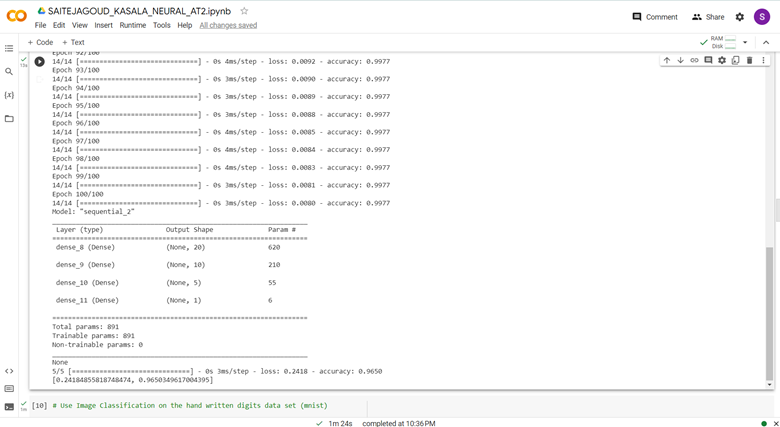 SAITEJAGOUD_KASALA_NEURAL_AT2.ipynb
Comment Share S
File Edit View Insert Runtime Tools Help All changes saved
+ Code + Text RAM Disk
Epoch 92/100
14/14 [==============================] - 0s 4ms/step - loss: 0.0092 - accuracy: 0.9977
Epoch 93/100
14/14 [==============================] - 0s 3ms/step - loss: 0.0090 - accuracy: 0.9977
Epoch 94/100
14/14 [==============================] - 0s 3ms/step - loss: 0.0089 - accuracy: 0.9977
Epoch 95/100
14/14 [==============================] - 0s 3ms/step - loss: 0.0088 - accuracy: 0.9977
Epoch 96/100
14/14 [==============================] - 0s 4ms/step - loss: 0.0085 - accuracy: 0.9977
Epoch 97/100
14/14 [==============================] - 0s 4ms/step - loss: 0.0084 - accuracy: 0.9977
Epoch 98/100
14/14 [==============================] - 0s 4ms/step - loss: 0.0083 - accuracy: 0.9977
Epoch 99/100
14/14 [==============================] - 0s 3ms/step - loss: 0.0081 - accuracy: 0.9977
Epoch 100/100
14/14 [==============================] - 0s 3ms/step - loss: 0.0080 - accuracy: 0.9977
Model: "sequential_2"
Layer (type) Output Shape Param #
=================================================================
dense_8 (Dense) (None, 20) 620
dense_9 (Dense) (None, 10) 210
dense_10 (Dense) (None, 5) 55
dense_11 (Dense) (None, 1) 6
=================================================================
Total params: 891
Trainable params: 891
Non-trainable params: 0
None
5/5 [==============================] - 0s 3ms/step - loss: 0.2418 - accuracy: 0.9650
[0.24184855818748474, 0.9650349617004395]
[10] # Use Image Classification on the hand written digits data set (mnist)
1m 24s completed at 10:36PM